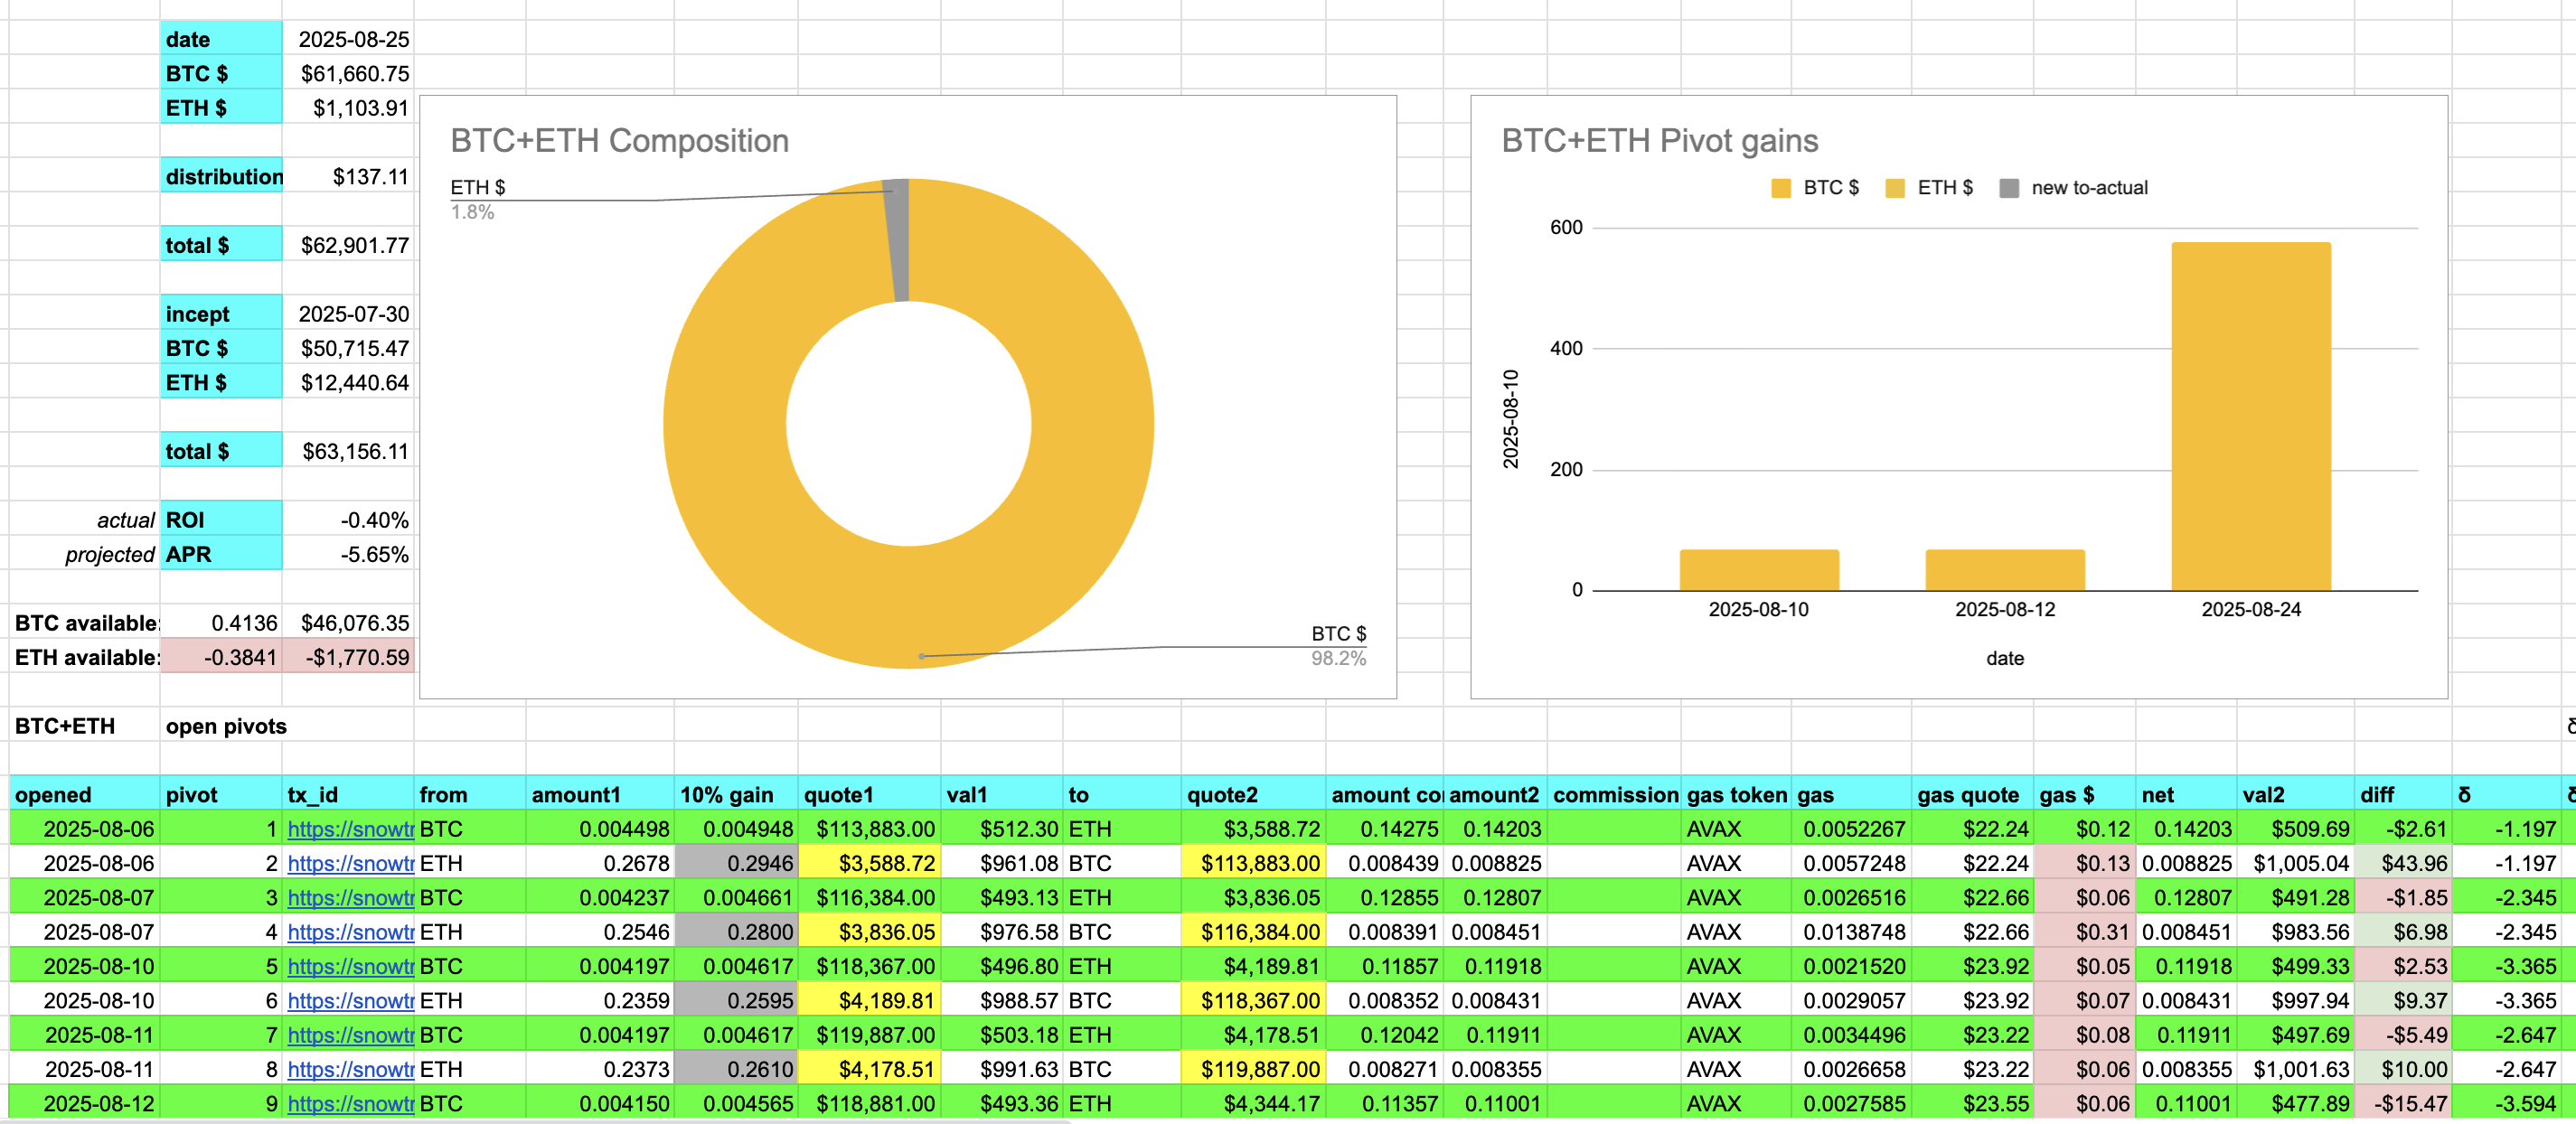 date 2025-08-25
BTC $ $61,660.75
ETH $ $1,103.91
distribution $137.11
total $ $62,901.77
incept 2025-07-30
BTC $ $50,715.47
ETH $ $12,440.64
total $ $63,156.11
actual ROI -0.40%
projected APR -5.65%
BTC available: 0.4136 $46,076.35
ETH available: -0.3841 -$1,770.59
BTC+ETH Composition
ETH $
1.8%
BTC $
98.2%
BTC+ETH Pivot gains
BTC $ ETH $ new to-actual
600
400
200
0
2025-08-10
2025-08-10 2025-08-12 2025-08-24
date
BTC+ETH open pivots
opened pivot tx_id from amount1 10% gain quote1 val1 to quote2 amount co amount2 commission gas token gas gas quote gas $ net val2 diff δ
2025-08-06 1 https://snowtr BTC 0.004498 0.004948 $113,883.00 $512.30 ETH $3,588.72 0.14275 0.14203 AVAX 0.0052267 $22.24 $0.12 0.14203 $509.69 -$2.61 -1.197
2025-08-06 2 https://snowtr ETH 0.2678 0.2946 $3,588.72 $961.08 BTC $113,883.00 0.008439 0.008825 AVAX 0.0057248 $22.24 $0.13 0.008825 $1,005.04 $43.96 -1.197
2025-08-07 3 https://snowtr BTC 0.004237 0.004661 $116,384.00 $493.13 ETH $3,836.05 0.12855 0.12807 AVAX 0.0026516 $22.66 $0.06 0.12807 $491.28 -$1.85 -2.345
2025-08-07 4 https://snowtr ETH 0.2546 0.2800 $3,836.05 $976.58 BTC $116,384.00 0.008391 0.008451 AVAX 0.0138748 $22.66 $0.31 0.008451 $983.56 $6.98 -2.345
2025-08-10 5 https://snowtr BTC 0.004197 0.004617 $118,367.00 $496.80 ETH $4,189.81 0.11857 0.11918 AVAX 0.0021520 $23.92 $0.05 0.11918 $499.33 $2.53 -3.365
2025-08-10 6 https://snowtr ETH 0.2359 0.2595 $4,189.81 $988.57 BTC $118,367.00 0.008352 0.008431 AVAX 0.0029057 $23.92 $0.07 0.008431 $997.94 $9.37 -3.365
2025-08-11 7 https://snowtr BTC 0.004197 0.004617 $119,887.00 $503.18 ETH $4,178.51 0.12042 0.11911 AVAX 0.0034496 $23.22 $0.08 0.11911 $497.69 -$5.49 -2.647
2025-08-11 8 https://snowtr ETH 0.2373 0.2610 $4,178.51 $991.63 BTC $119,887.00 0.008271 0.008355 AVAX 0.0026658 $23.22 $0.06 0.008355 $1,001.63 $10.00 -2.647
2025-08-12 9 https://snowtr BTC 0.004150 0.004565 $118,881.00 $493.36 ETH $4,344.17 0.11357 0.11001 AVAX 0.0027585 $23.55 $0.06 0.11001 $477.89 -$15.47 -3.594